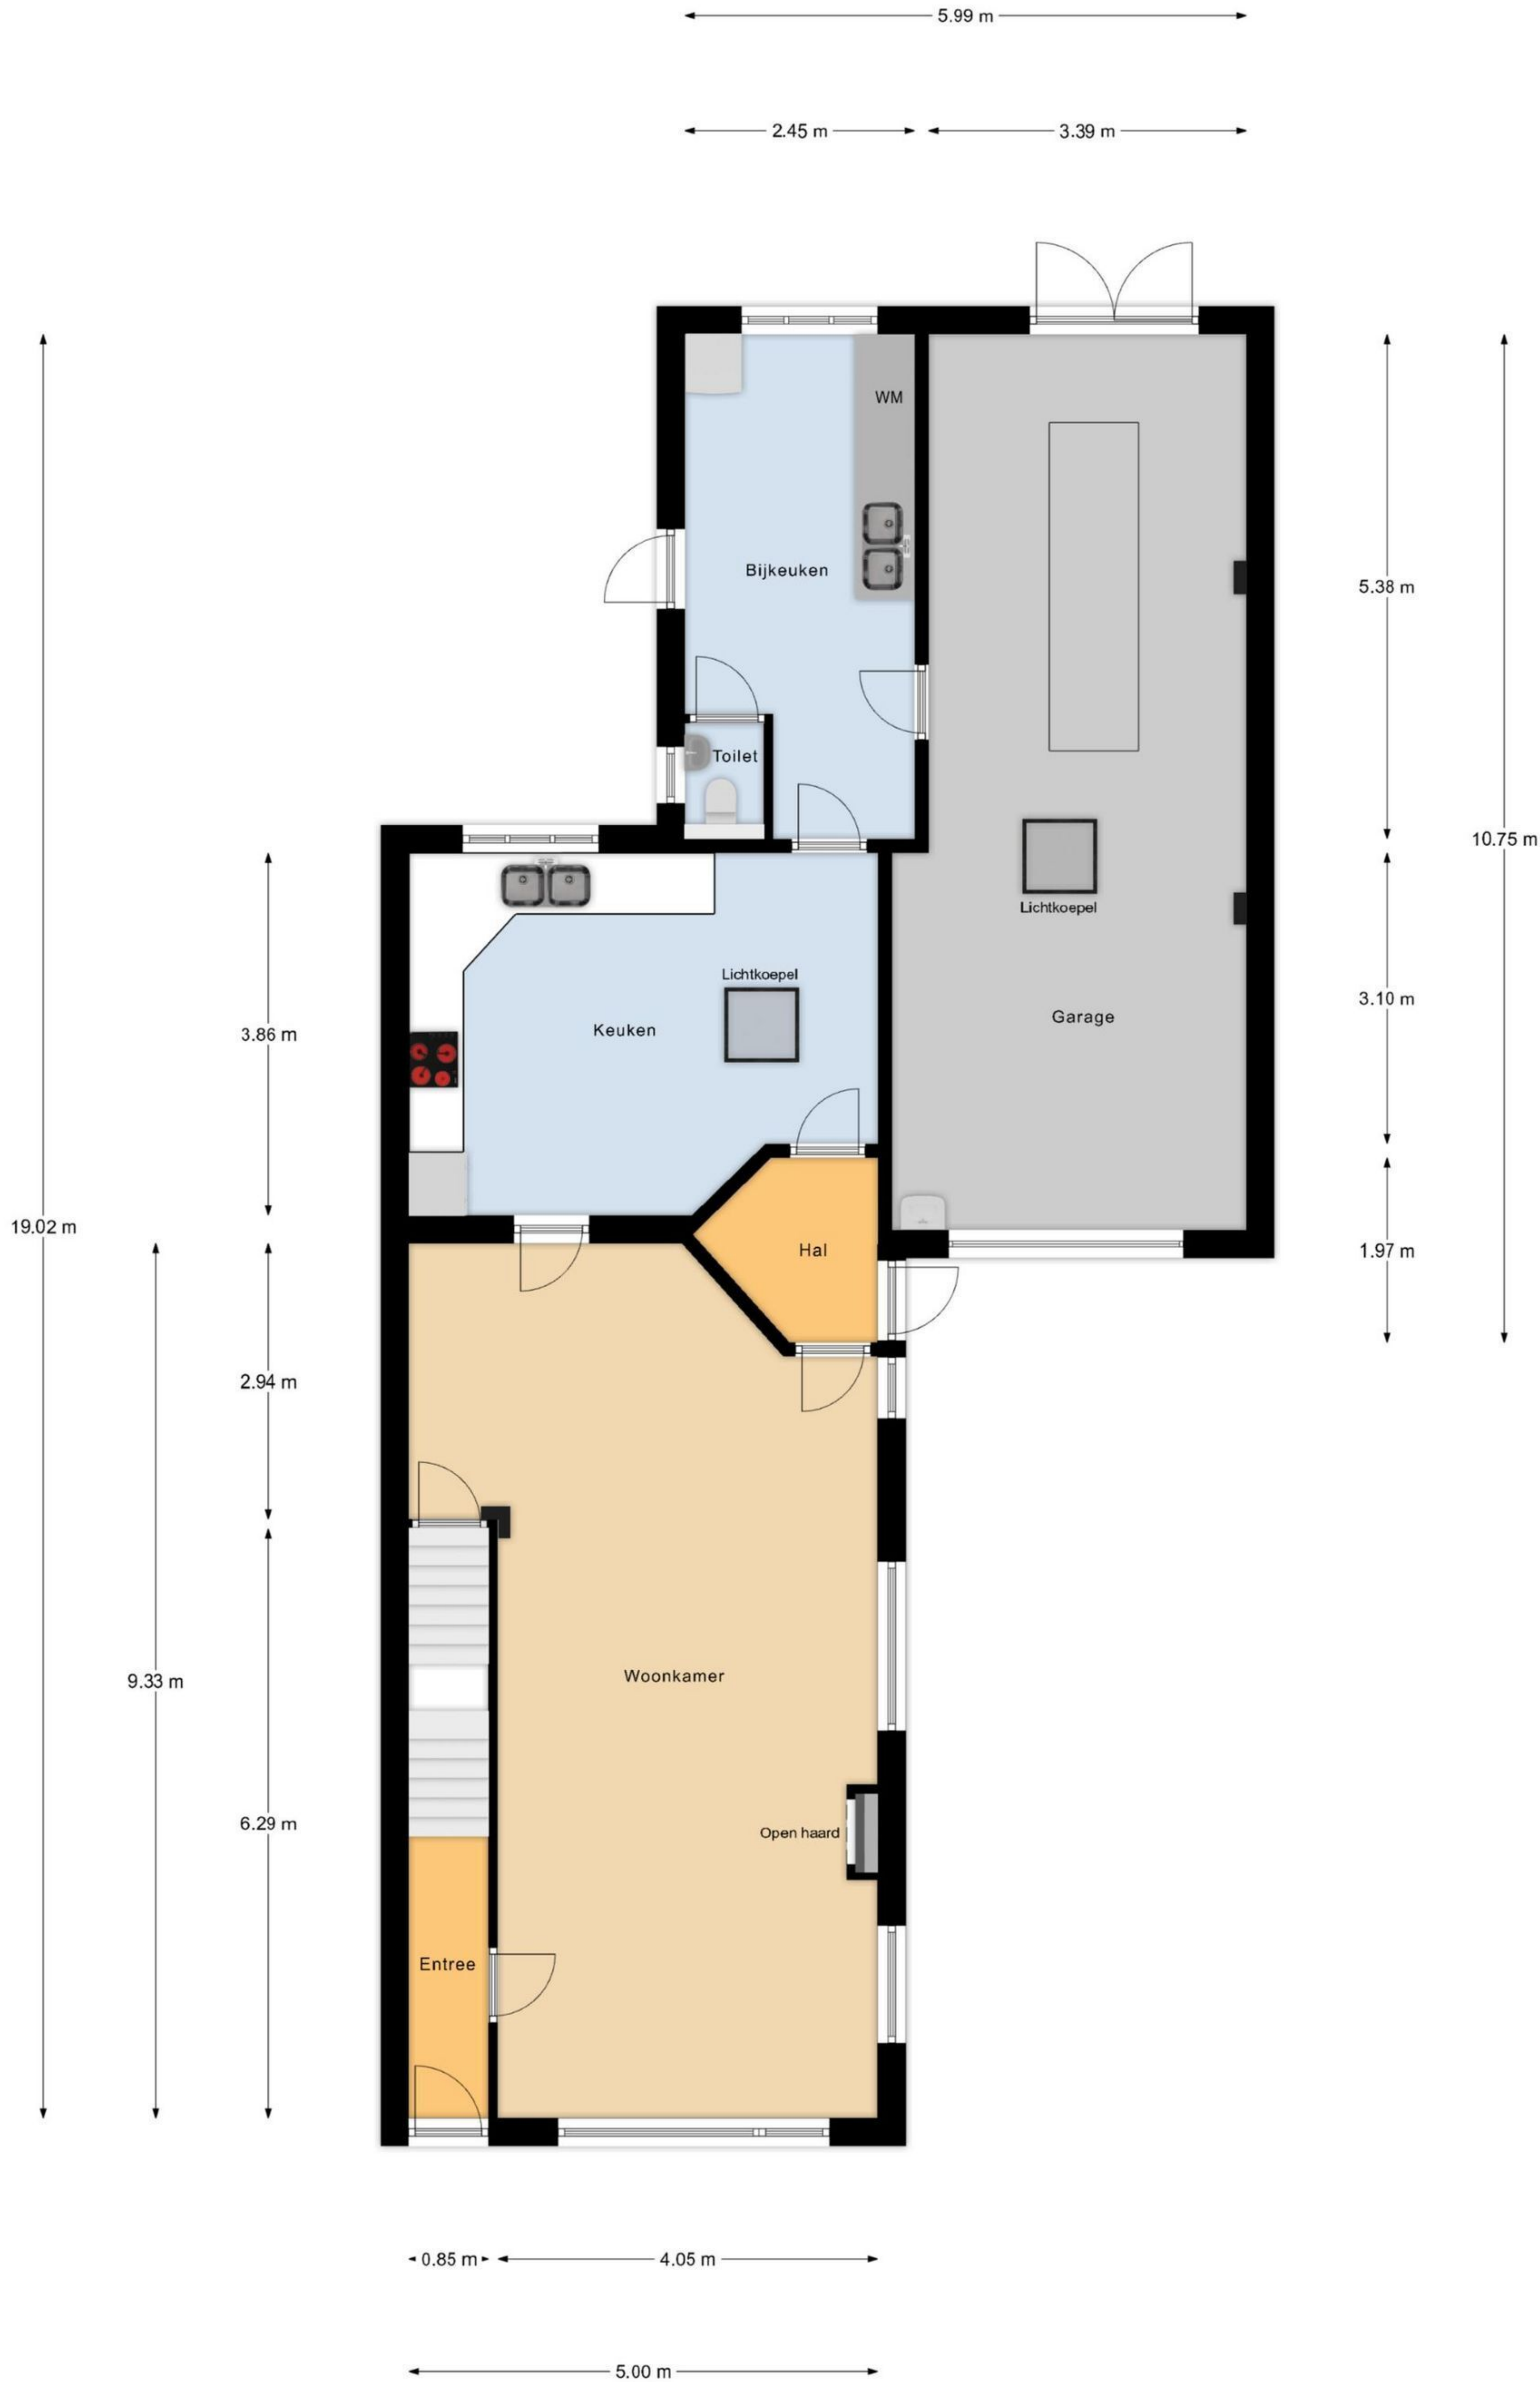 5.99 m
2.45 m
3.39 m
WM
Bijkeuken
5.38 m
Toilet
10.75 m
Lichtkoepel
Lichtkoepel
3.10 m
Garage
Keuken
3.86 m
19.02 m
Hal
1.97 m
2.94 m
Woonkamer
9.33 m
6.29 m
Open haard
Entree
0.85 m
4.05 m
5.00 m